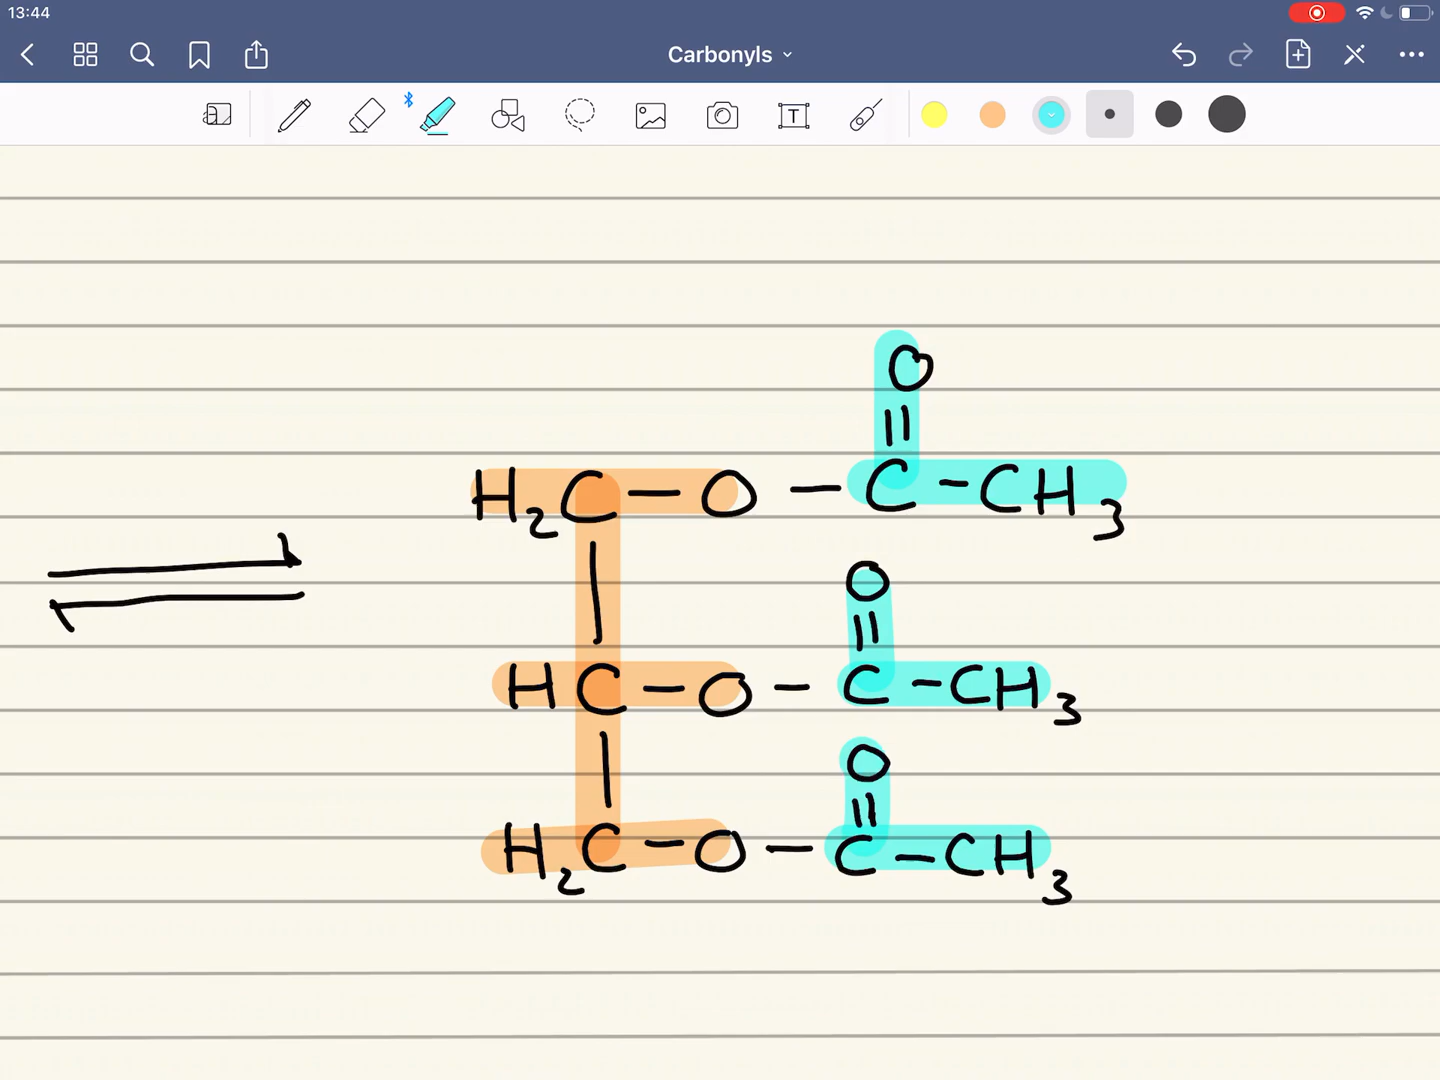 13:44
Carbonyls
T
O
||
H₂C – O – C – CH₃
|
O
||
HC – O – C – CH₃
|
O
||
H₂C – O – C – CH₃